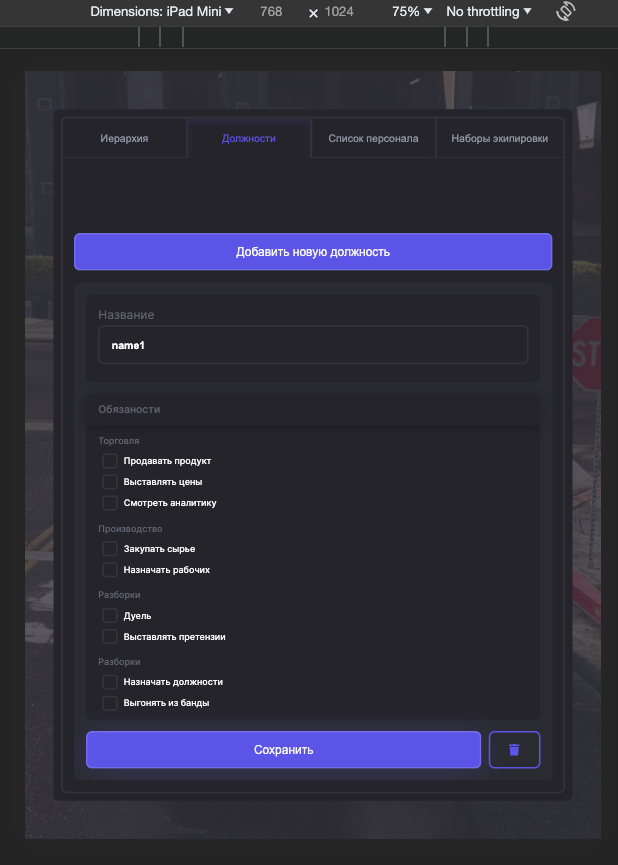 Dimensions: iPad Mini 768 × 1024 75% No throttling
Иерархия Должности Список персонала Наборы экипировки
Добавить новую должность
Название
name1
ST
Обязаности
Торговля
Продавать продукт
Выставлять цены
Смотреть аналитику
Производство
Закупать сырье
Назначать рабочих
Разборки
Дуель
Выставлять претензии
Разборки
Назначать должности
Выгонять из банды
Сохранить